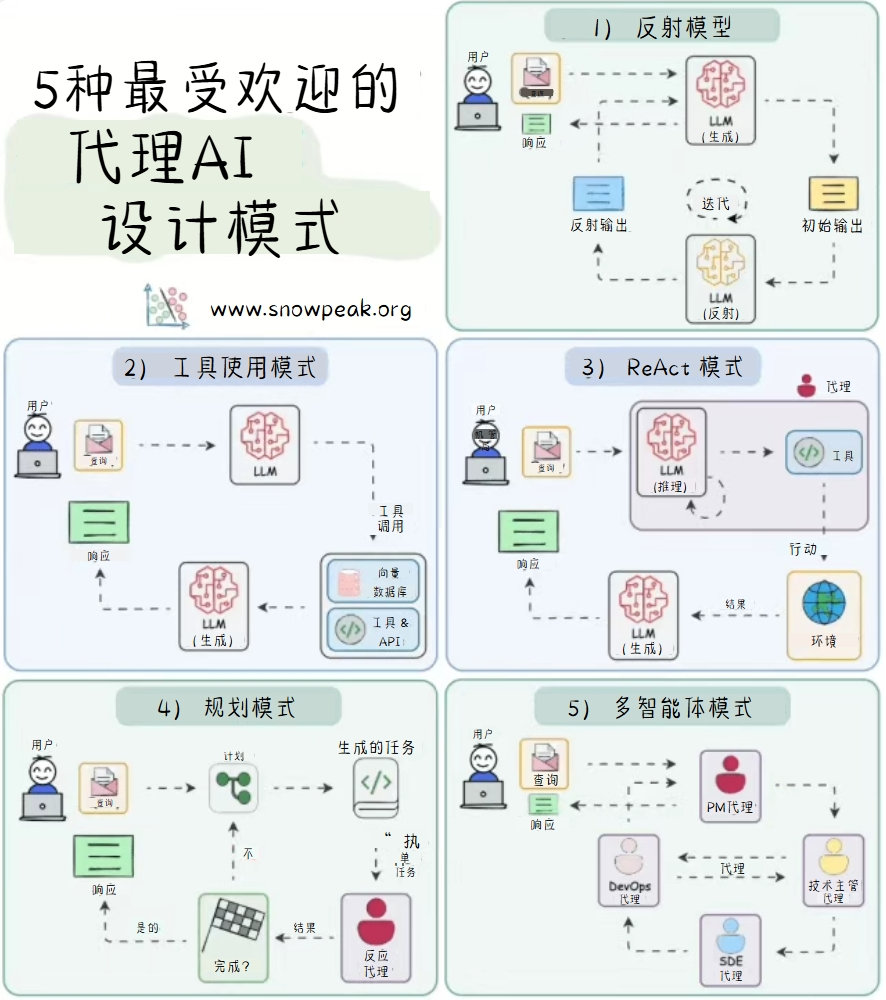 5种最受欢迎的
代理AI
设计模式
www.snowpeak.org
1) 反射模型
用户
响应
LLM
(生成)
反射输出
迭代
初始输出
LLM
(反射)
2) 工具使用模式
用户
查询
LLM
工具
调用
响应
LLM
(生成)
向量
数据库
工具 &
API
3) ReAct 模式
代理
用户
查询
LLM
(推理)
工具
响应
行动
LLM
(生成)
结果
环境
4) 规划模式
用户
查询
计划
生成的任务
响应
不
“执
单
任务
是的
完成?
结果
反应
代理
5) 多智能体模式
用户
查询
响应
PM代理
DevOps
代理
代理
技术主管
代理
SDE
代理